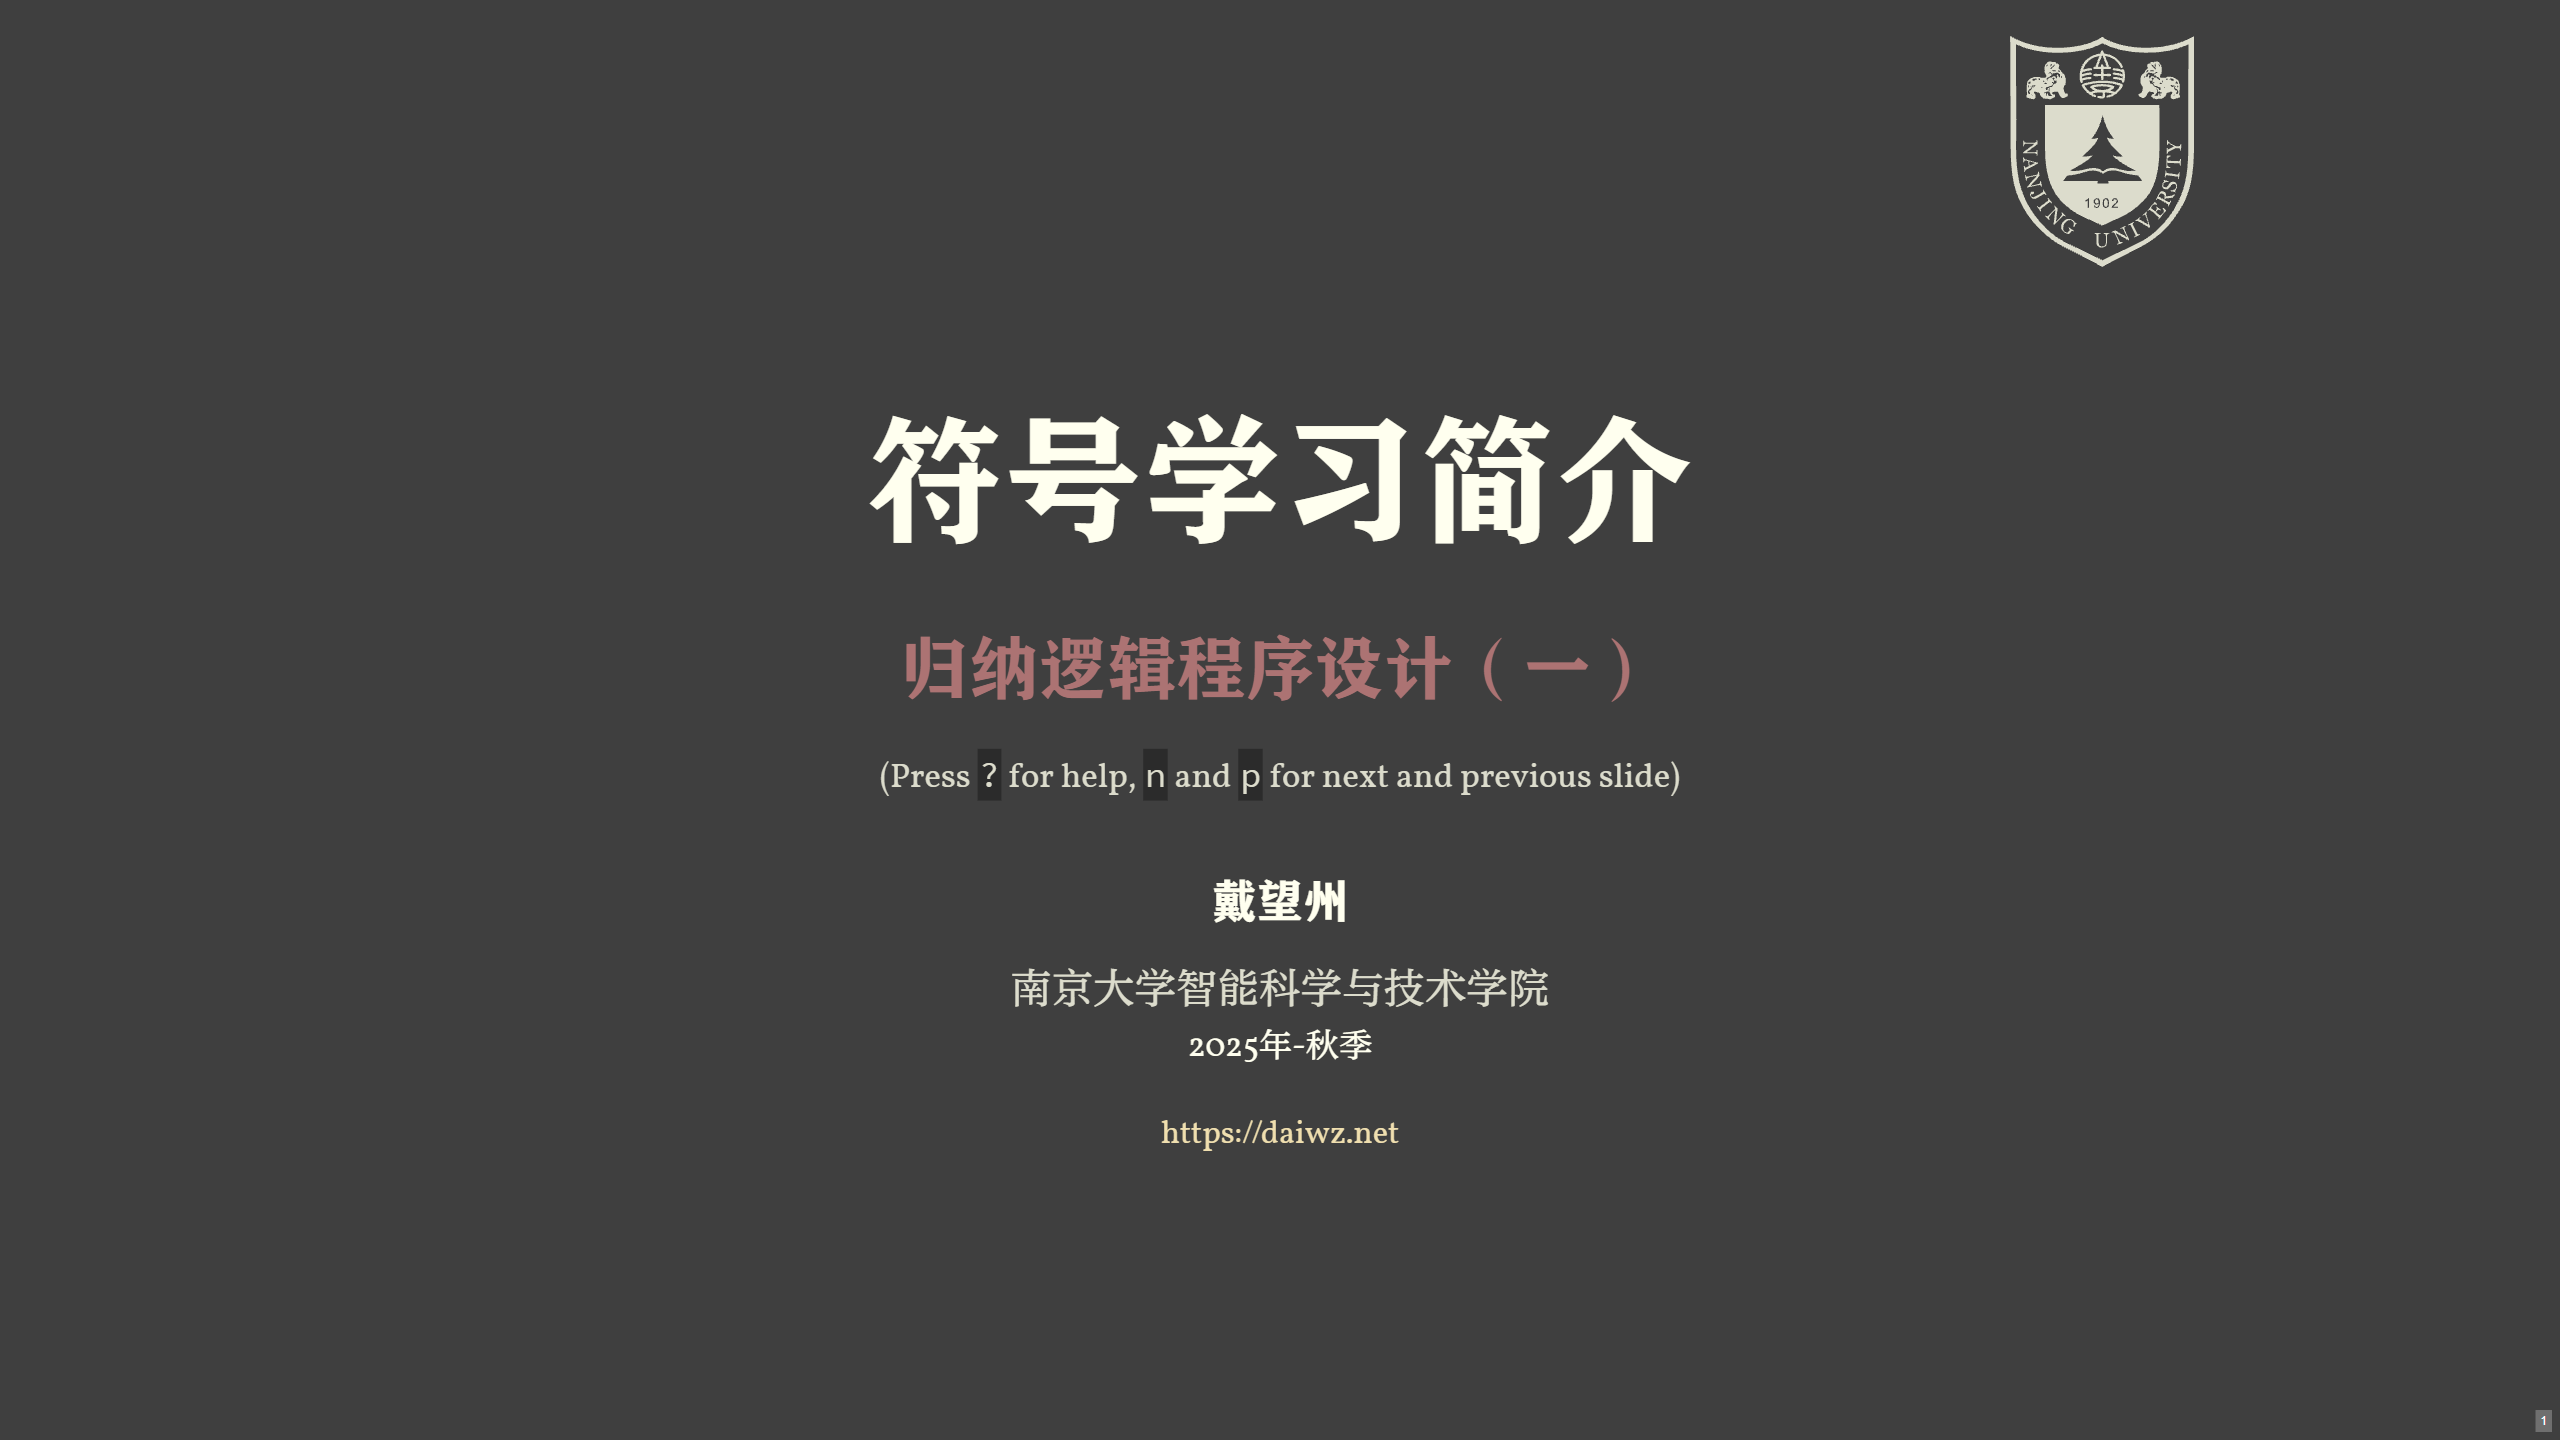 NANJING UNIVERSITY
1902
符号学习简介
归纳逻辑程序设计（一）
(Press ? for help, n and p for next and previous slide)
戴望州
南京大学智能科学与技术学院
2025年-秋季
https://daiwz.net
1